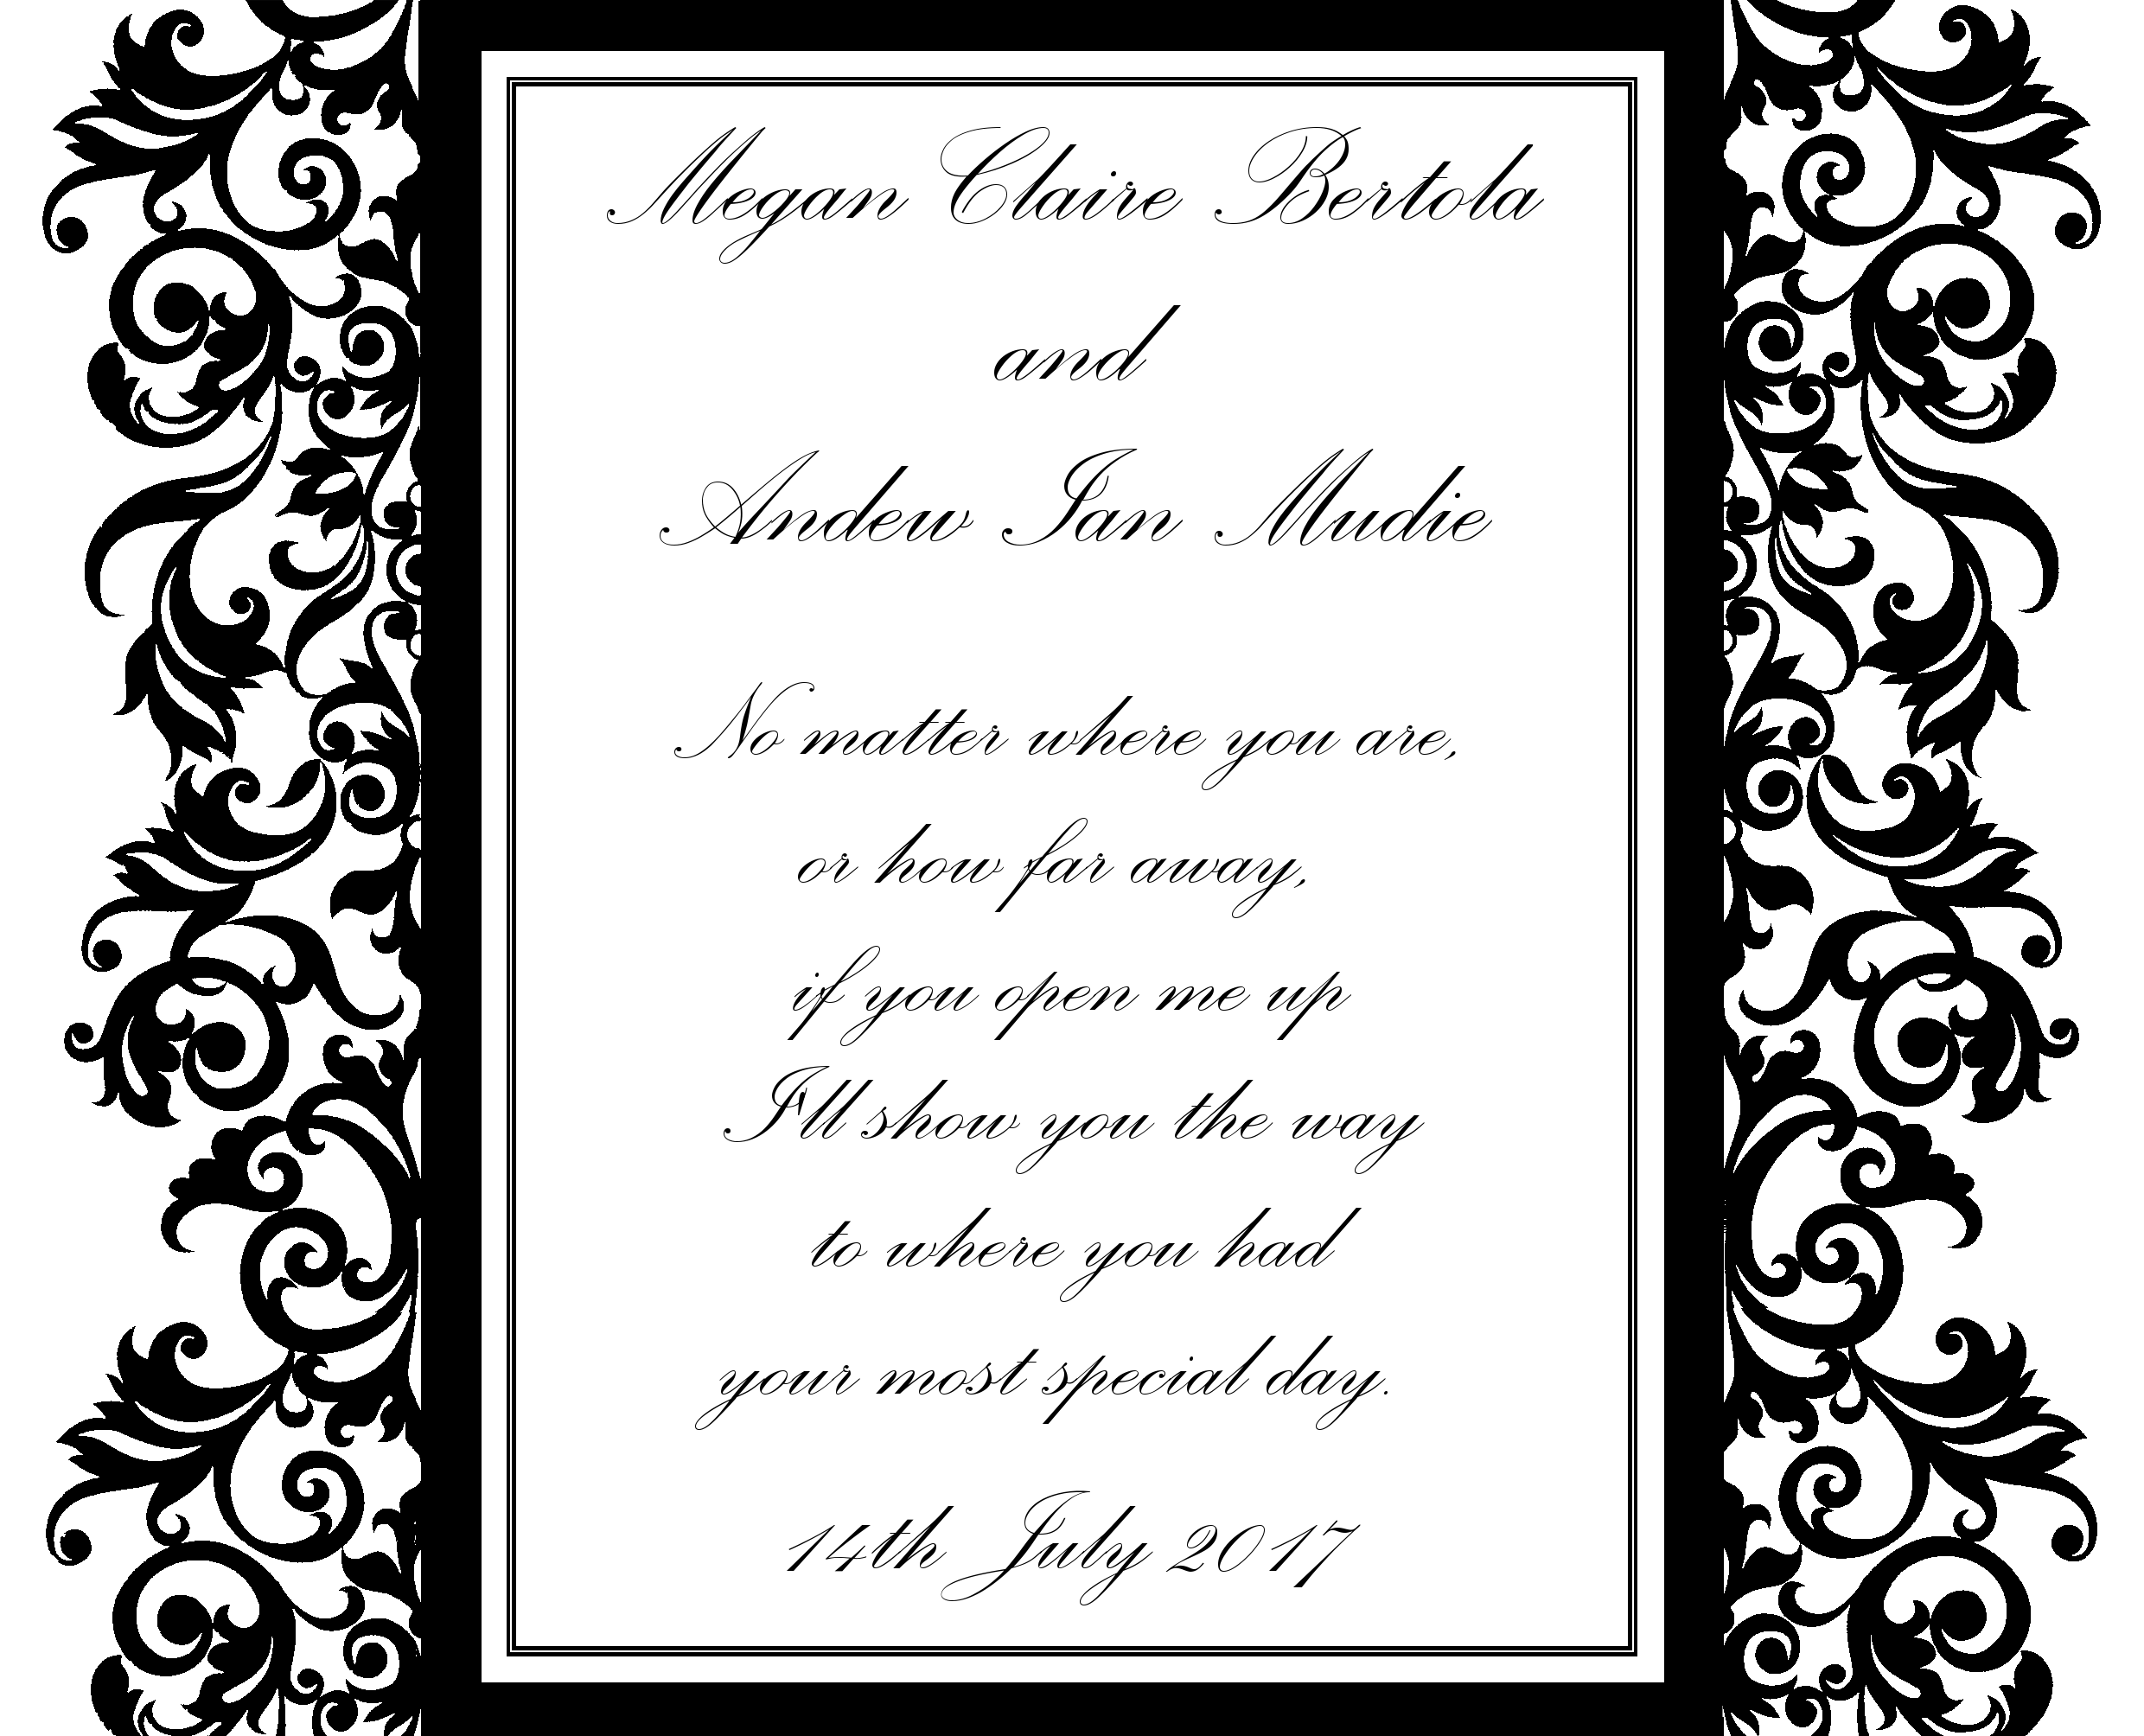 Megan Claire Bertola
and
Andew Ian Mudie
No matter where you are,
or how far away,
if you open me up
I'll show you the way
to where you had
your most special day.
14th July 2017